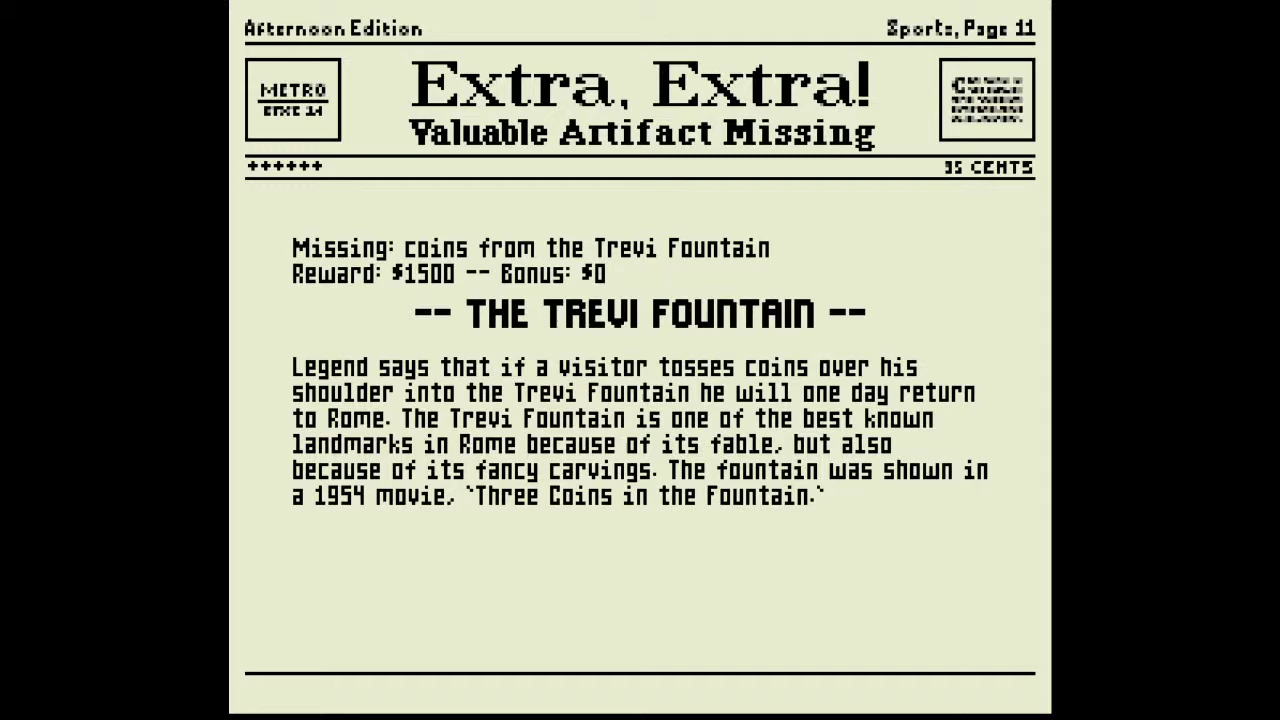 Afternoon Edition
Sports, Page 11
METRO
Extra, Extra!
Valuable Artifact Missing
++++++
35 CENTS
Missing: coins from the Trevi Fountain
Reward: $1500 -- Bonus: $0
-- THE TREVI FOUNTAIN --
Legend says that if a visitor tosses coins over his
shoulder into the Trevi Fountain he will one day return
to Rome. The Trevi Fountain is one of the best known
landmarks in Rome because of its fable, but also
because of its fancy carvings. The fountain was shown in
a 1954 movie, `Three Coins in the Fountain.`